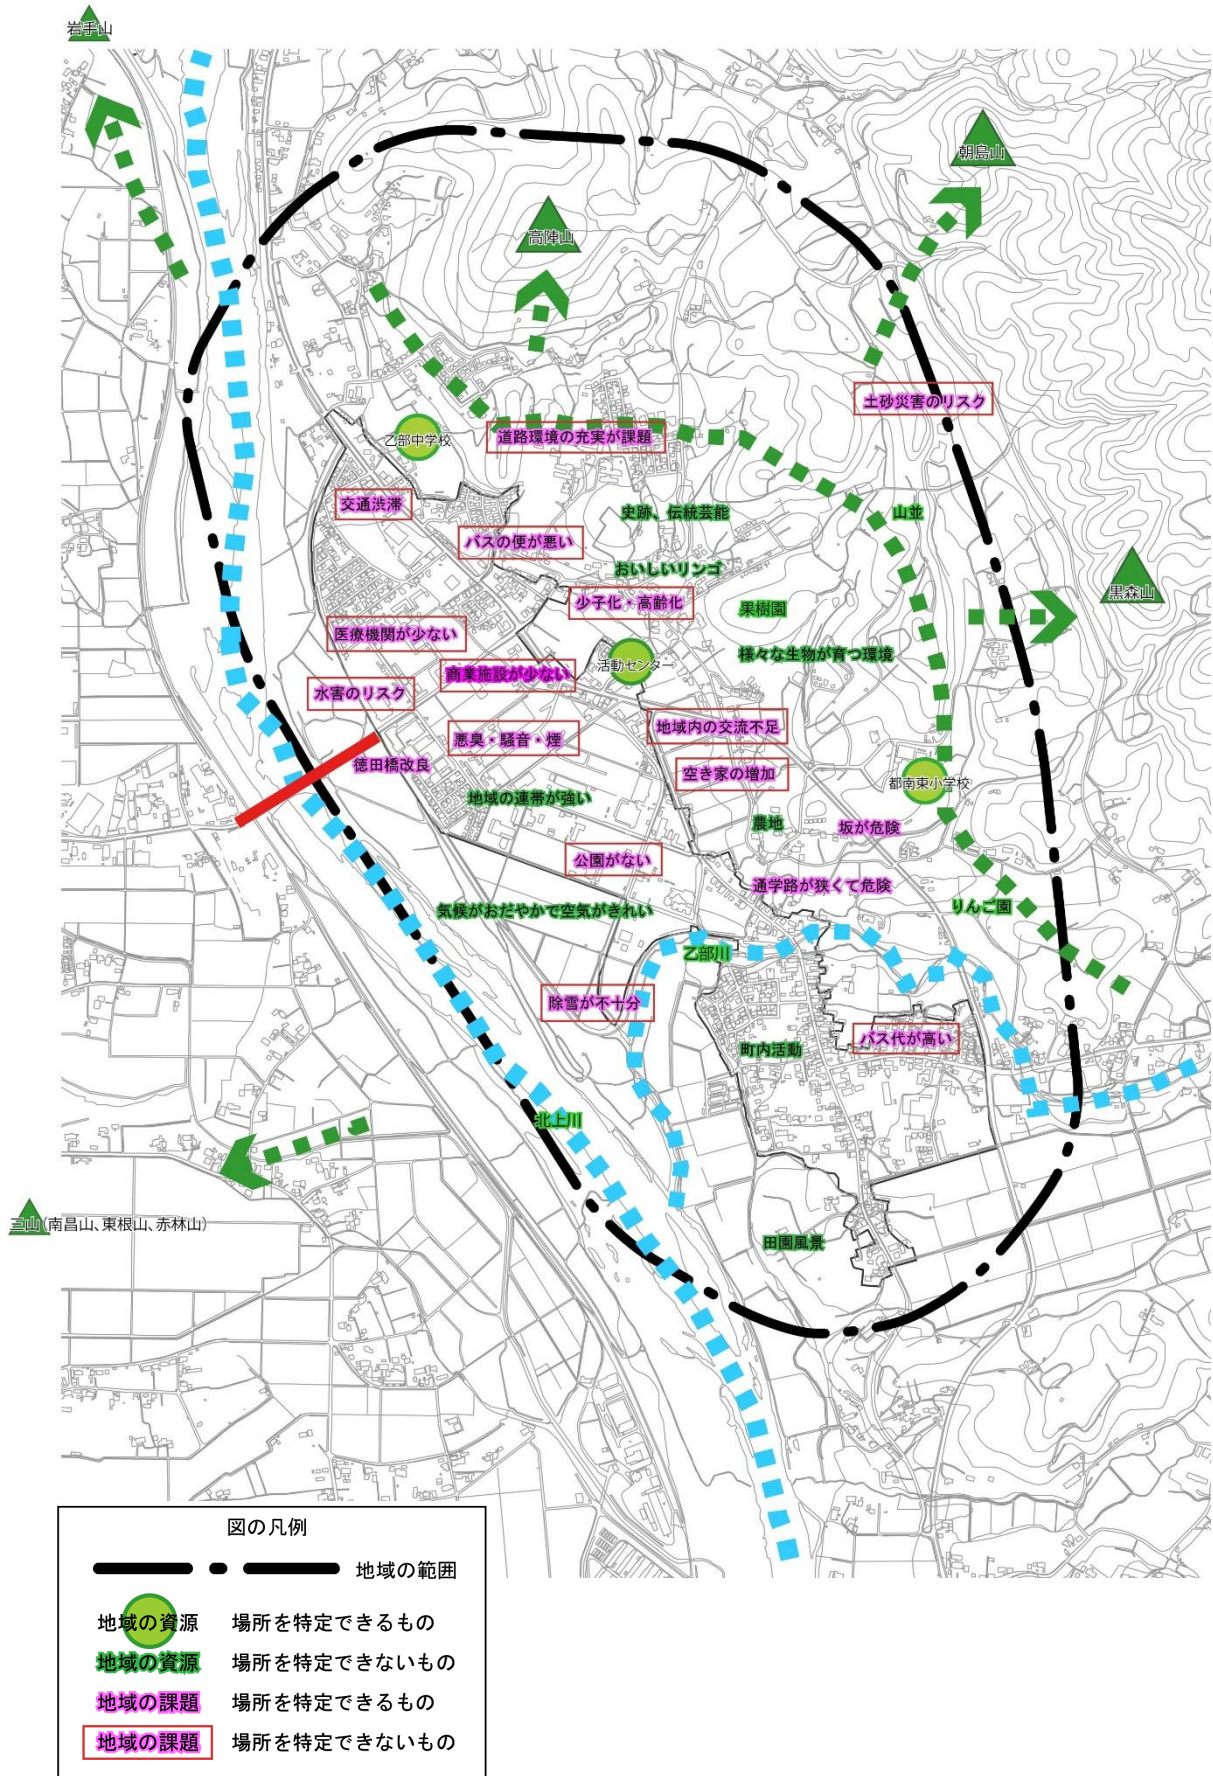 岩手山
朝島山
高陣山
土砂災害のリスク
乙部中学校
道路環境の充実が課題
交通渋滞
史跡、伝統芸能
山並
バスの便が悪い
おいしいリンゴ
黒森山
少子化・高齢化
果樹園
医療機関が少ない
様々な生物が育つ環境
活動センター
商業施設が少ない
水害のリスク
地域内の交流不足
悪臭・騒音・煙
徳田橋改良
空き家の増加
都南東小学校
地域の連帯が強い
農地
坂が危険
公園がない
通学路が狭くて危険
りんご園
気候がおだやかで空気がきれい
乙部川
除雪が不十分
バス代が高い
町内活動
北上川
三山(南昌山、東根山、赤林山)
田園風景
図の凡例
地域の範囲
地域の資源 場所を特定できるもの
地域の資源 場所を特定できないもの
地域の課題 場所を特定できるもの
地域の課題 場所を特定できないもの